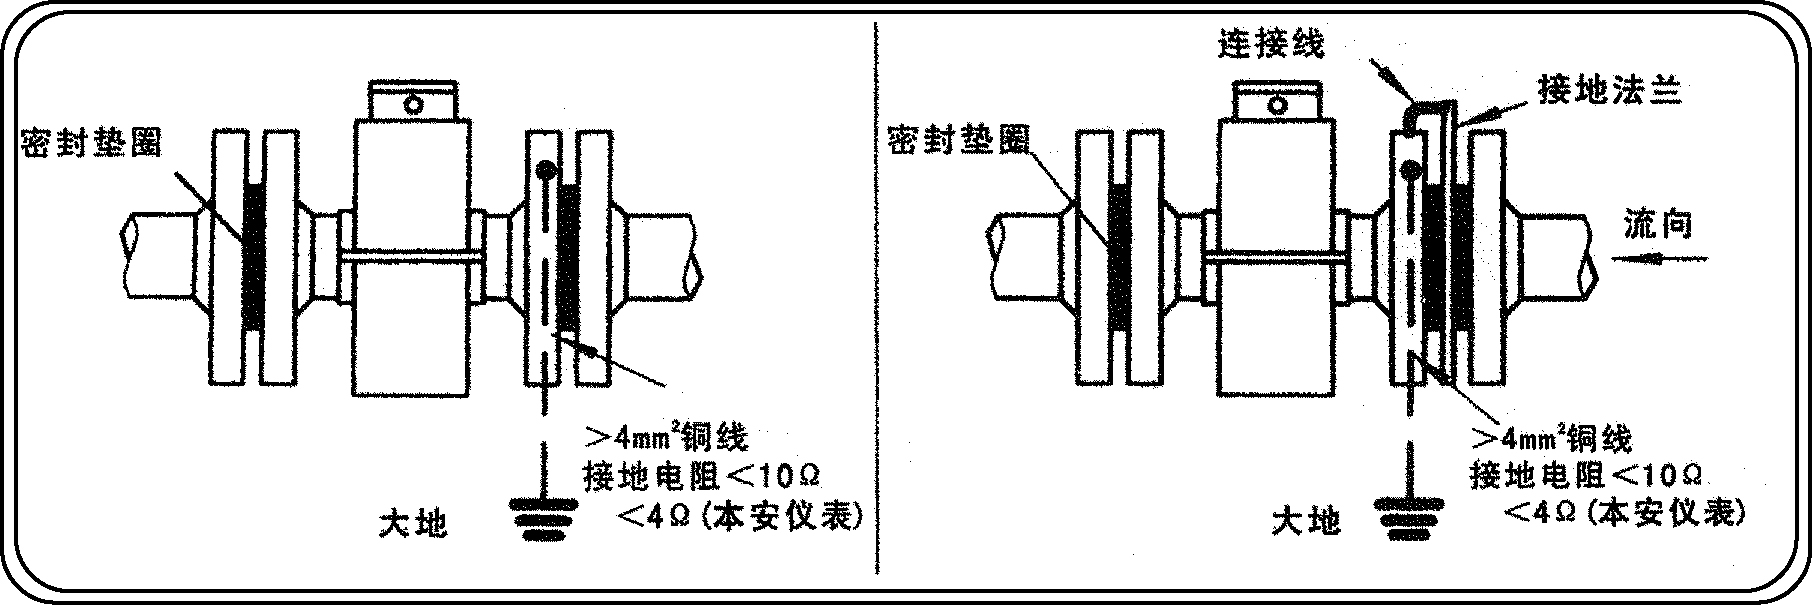 密封垫圈
>4mm²铜线
接地电阻<10Ω
<4Ω(本安仪表)
大地
连接线
接地法兰
密封垫圈
流向
>4mm²铜线
接地电阻<10Ω
<4Ω(本安仪表)
大地